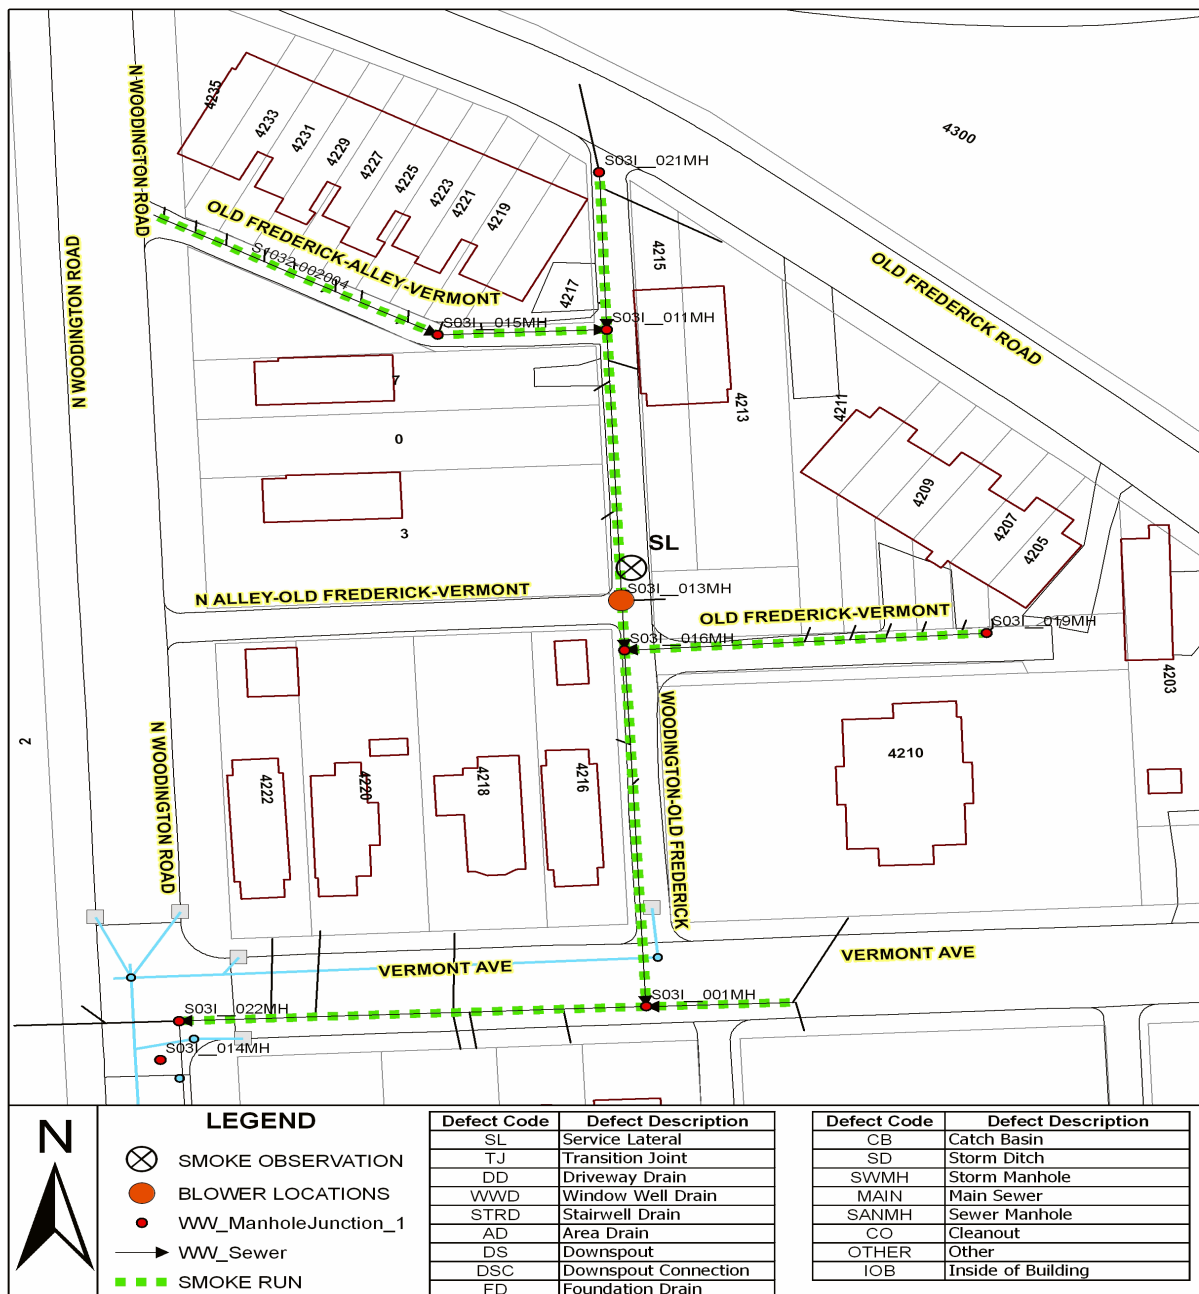 4300
4235
4233
4231
4229
4227
4225
4223
4221
4219
4217
4215
4213
4211
4209
4207
4205
4203
N WOODINGTON ROAD
N WOODINGTON ROAD
OLD FREDERICK-ALLEY-VERMONT
S1032-002004
S03I__021MH
S03I__015MH
S03I__011MH
OLD FREDERICK ROAD
7
0
3
SL
S03I__013MH
N ALLEY-OLD FREDERICK-VERMONT
OLD FREDERICK-VERMONT
S03I__016MH
S03I__019MH
2
N WOODINGTON ROAD
4222
4220
4218
4216
WOODINGTON-OLD FREDERICK
4210
VERMONT AVE
VERMONT AVE
S03I__001MH
S03I__022MH
S03I__014MH
N
LEGEND
SMOKE OBSERVATION
BLOWER LOCATIONS
WW_ManholeJunction_1
WW_Sewer
SMOKE RUN
Defect Code Defect Description
SL Service Lateral
TJ Transition Joint
DD Driveway Drain
WWD Window Well Drain
STRD Stairwell Drain
AD Area Drain
DS Downspout
DSC Downspout Connection
FD Foundation Drain
Defect Code Defect Description
CB Catch Basin
SD Storm Ditch
SWMH Storm Manhole
MAIN Main Sewer
SANMH Sewer Manhole
CO Cleanout
OTHER Other
IOB Inside of Building